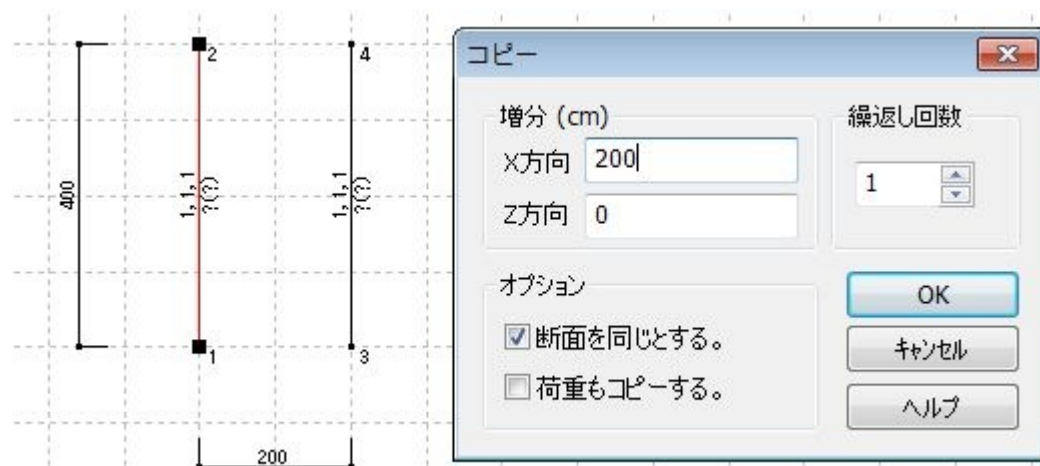 2
4
400
1, 1, 1
?(?)
1, 1, 1
?(?)
1
3
200
コピー
増分 (cm)
X方向 200
Z方向 0
繰返し回数
1
オプション
断面を同じとする。
荷重もコピーする。
OK
キャンセル
ヘルプ